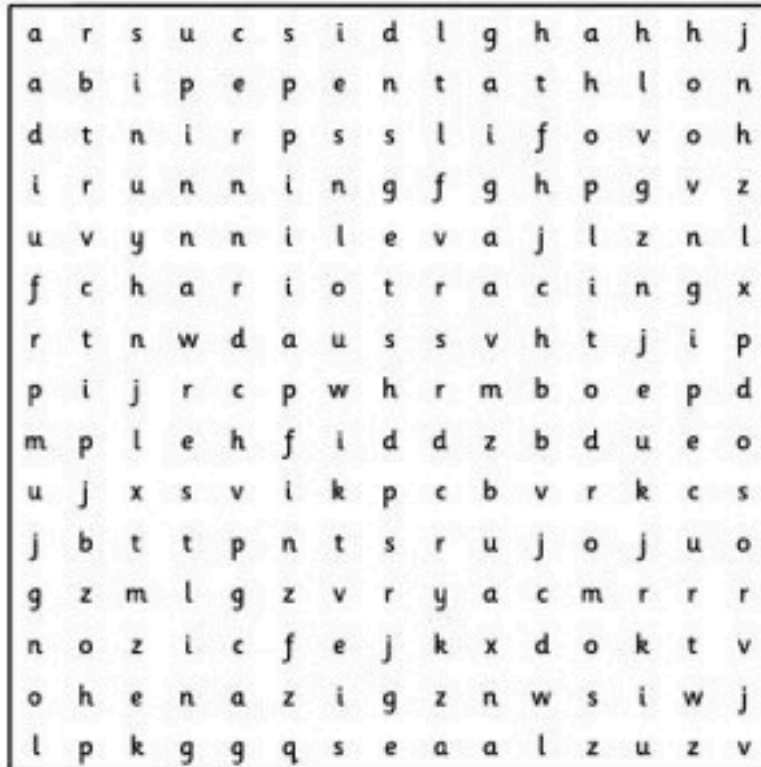 a r s u c s i d l g h a h h j
a b i p e p e n t a t h l o n
d t n i r p s s l i f o v o h
i r u n n i n g f g h p g v z
u v y n n i l e v a j l z n l
f c h a r i o t r a c i n g x
r t n w d a u s s v h t j i p
p i j r c p w h r m b o e p d
m p l e h f i d d z b d u e o
u j x s v i k p c b v r k c s
j b t t p n t s r u j o j u o
g z m l g z v r y a c m r r r
n o z i c f e j k x d o k t v
o h e n a z i g z n w s i w j
l p k g g q s e a a l z u z v